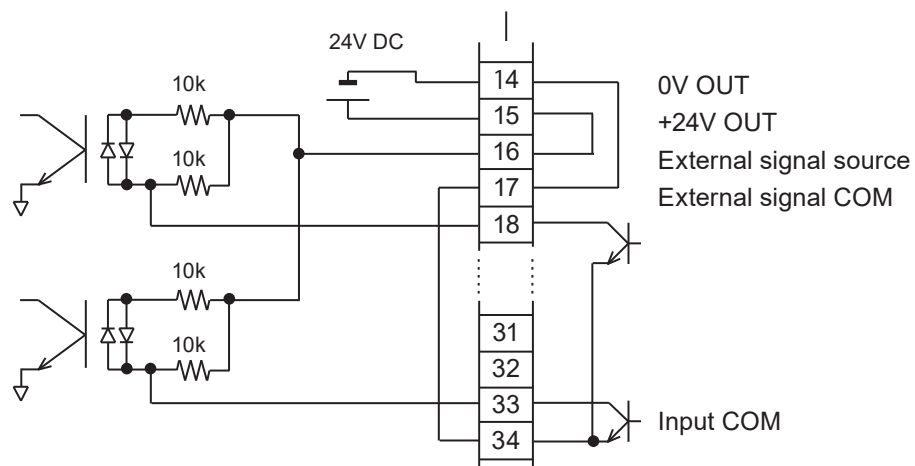 24V DC
10k
10k
10k
10k
14
15
16
17
18
31
32
33
34
0V OUT
+24V OUT
External signal source
External signal COM
Input COM